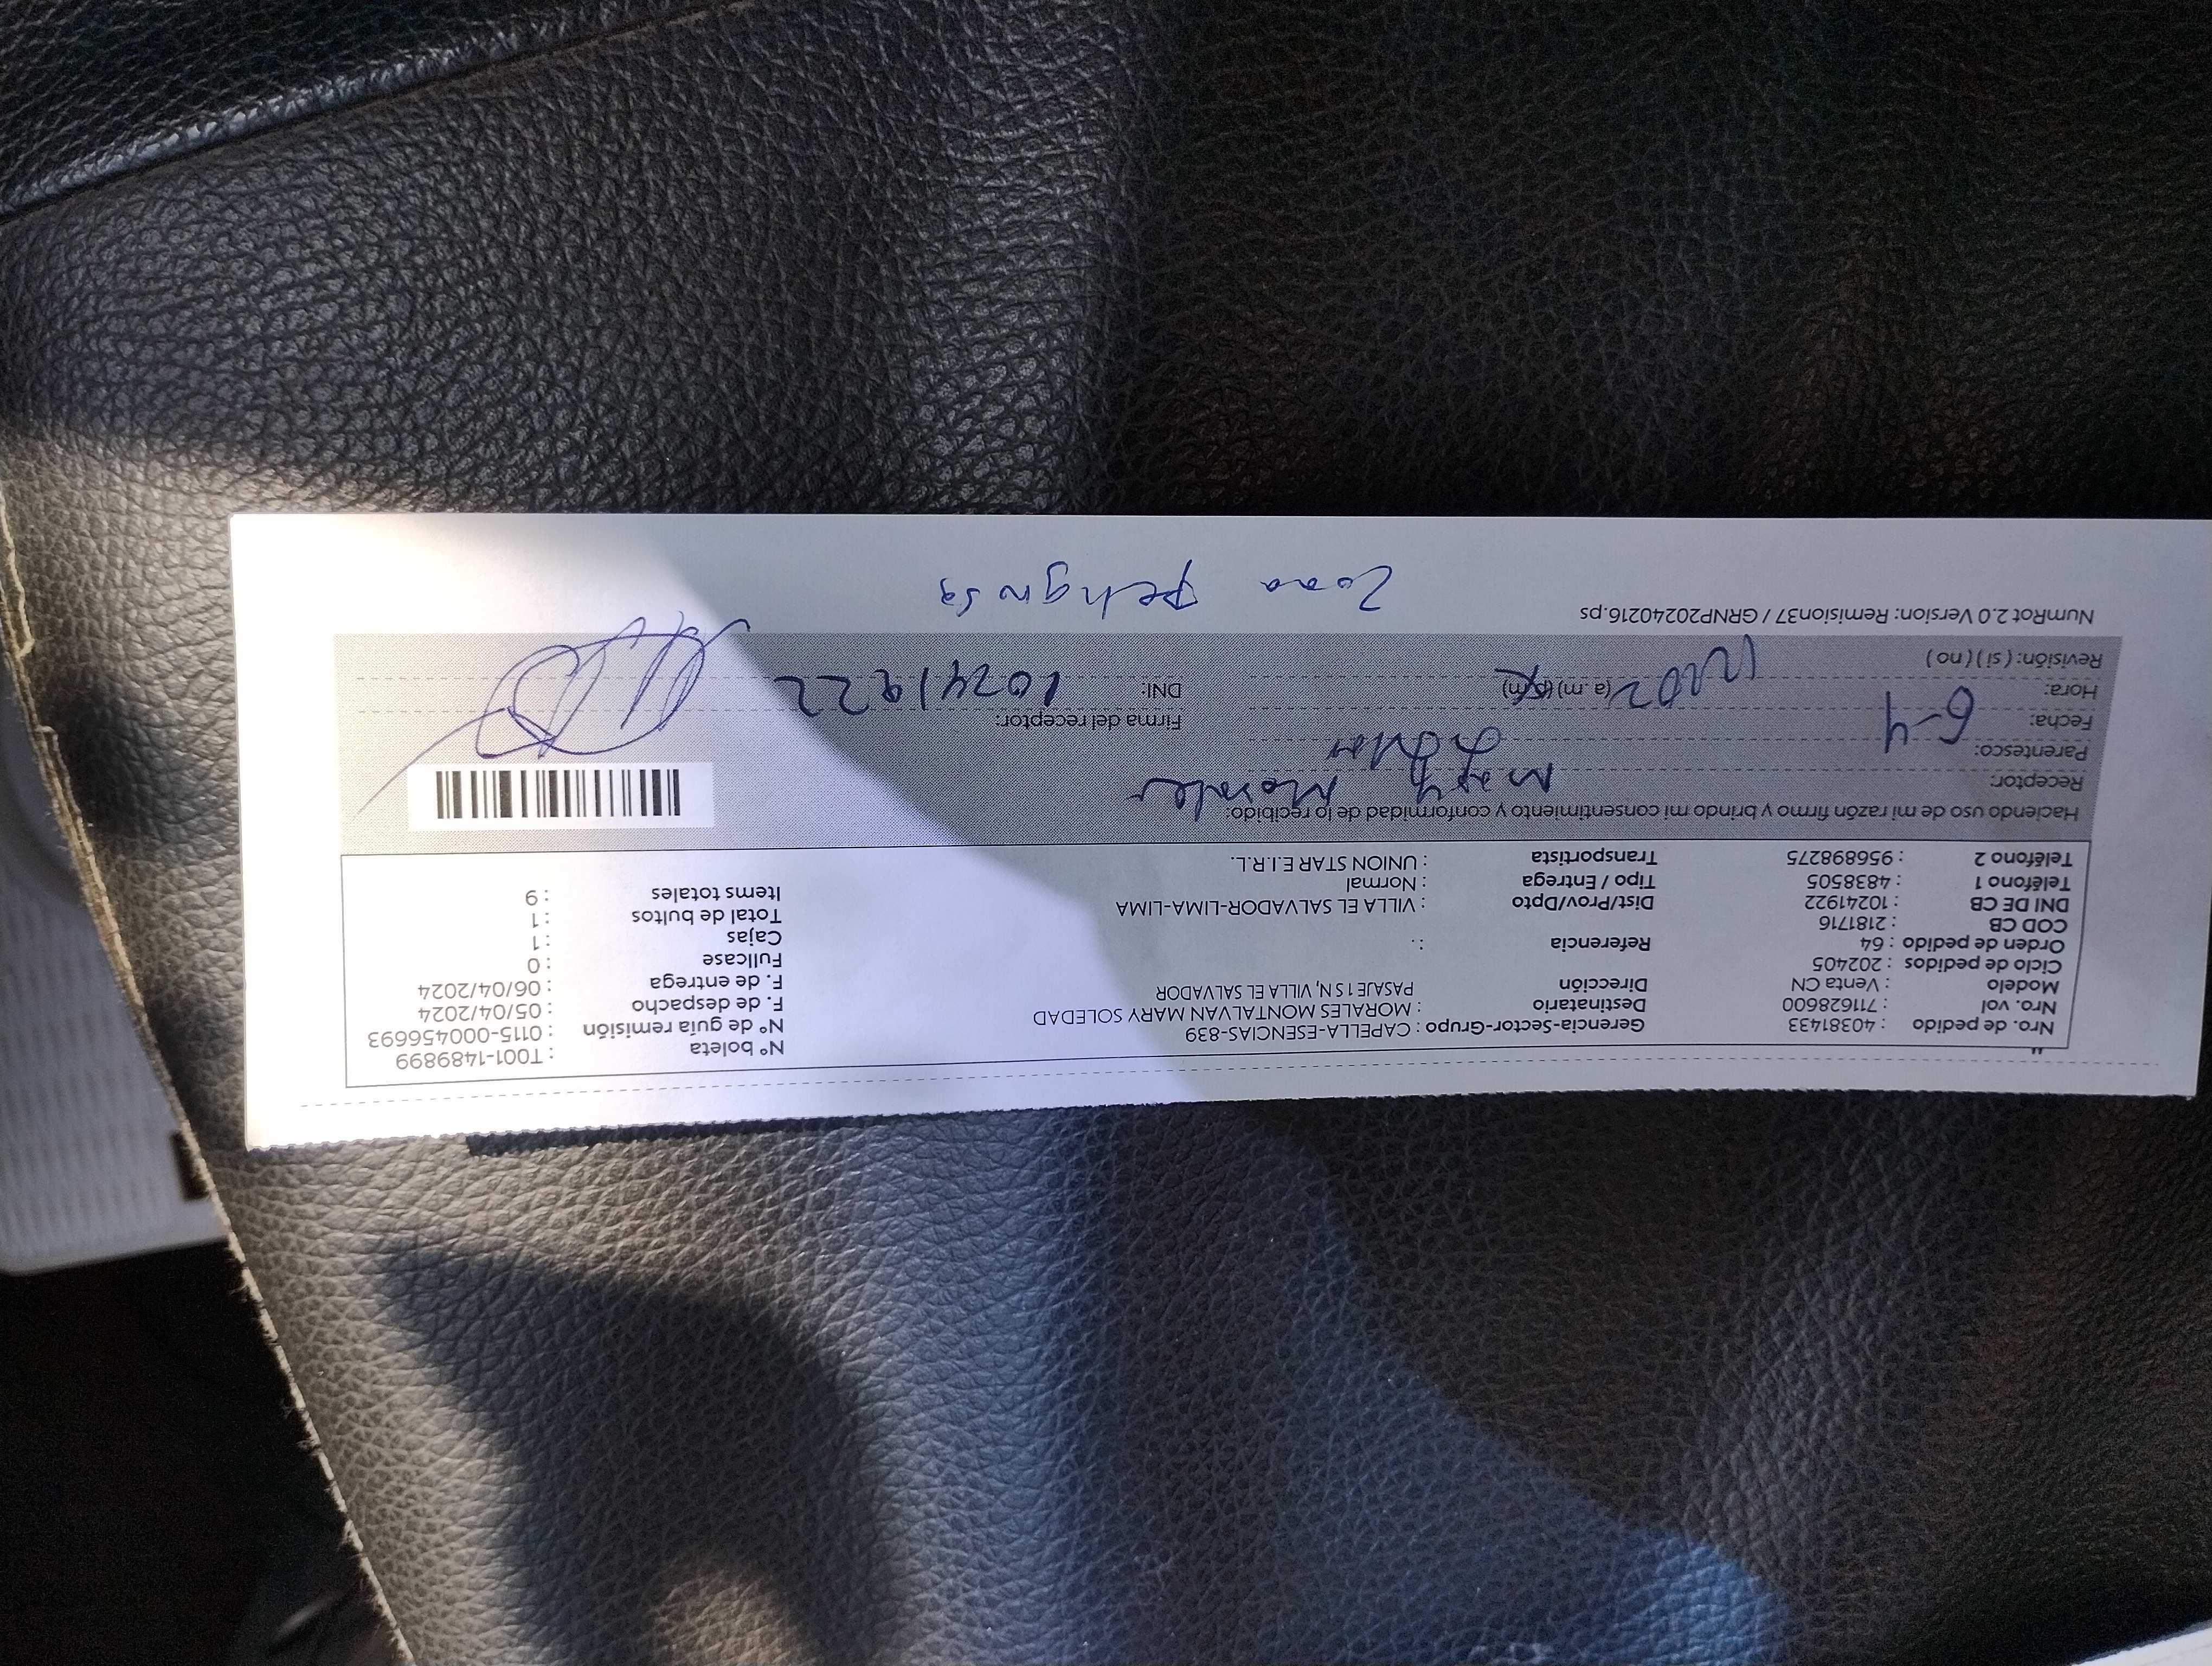 Nro. de pedido : 40381433
Nro. vol : 711628600
Modelo : Venta CN
Ciclo de pedidos : 202405
Orden de pedido : 64
COD CB : 2181716
DNI DE CB : 10241922
Teléfono 1 : 4838505
Teléfono 2 : 956898275
Gerencia-Sector-Grupo : CAPELLA-ESENCIAS-839
Destinatario : MORALES MONTALVAN MARY SOLEDAD
Dirección PASAJE 1 S N, VILLA EL SALVADOR
Referencia : .
Dist/Prov/Dpto : VILLA EL SALVADOR-LIMA-LIMA
Tipo / Entrega : Normal
Transportista : UNION STAR E.I.R.L.
N° boleta : T001-1489899
N° de guía remisión : 0115-000456693
F. de despacho : 05/04/2024
F. de entrega : 06/04/2024
Fullcase : 0
Cajas : 1
Total de bultos : 1
Items totales : 9
Haciendo uso de mi razón firmo y brindo mi consentimiento y conformidad de lo recibido:
Receptor: Mary Morales
Parentesco:
Fecha: 6-4
Hora: (a. m) (p.m)
Revisión: ( si ) ( no )
Firma del receptor:
DNI: 10241922
NumRot 2.0 Version: Remision37 / GRNP20240216.ps
Zona peligrosa